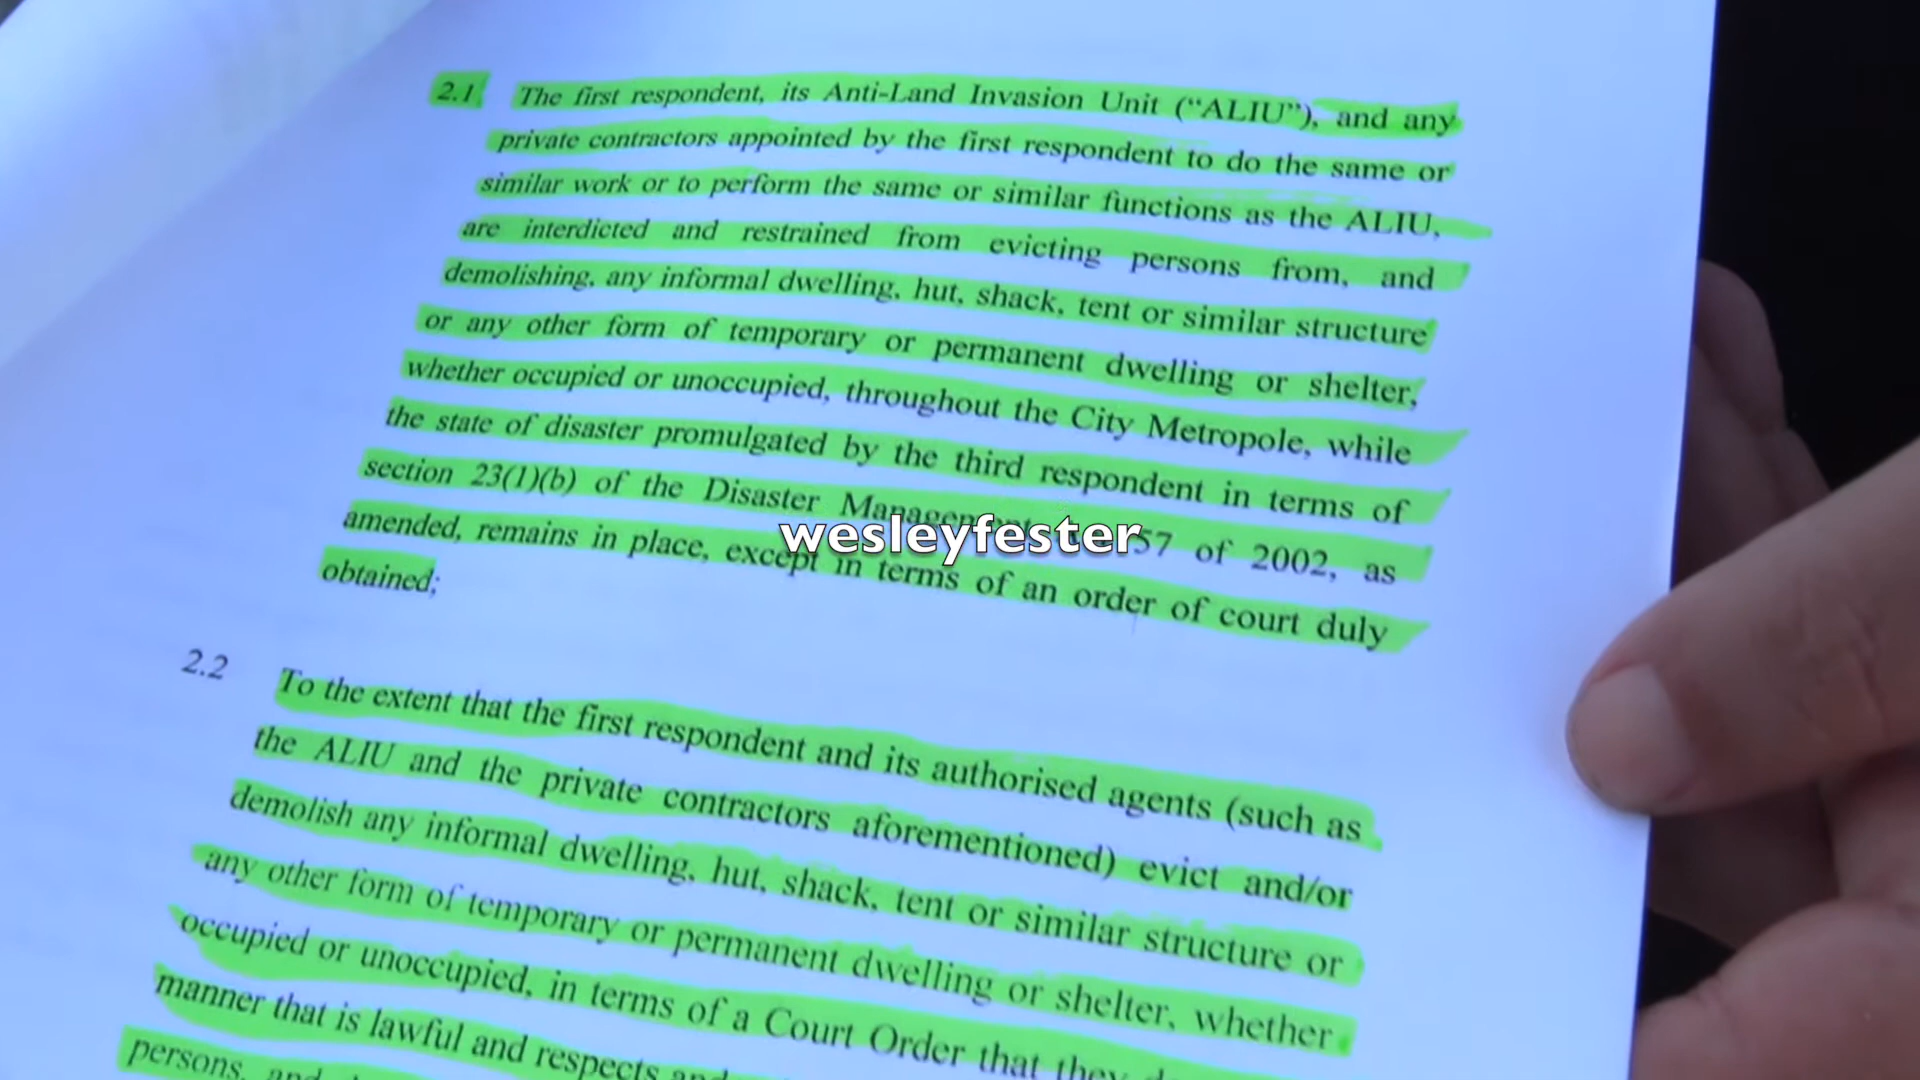 2.1 The first respondent, its Anti-Land Invasion Unit (“ALIU”), and any
private contractors appointed by the first respondent to do the same or
similar work or to perform the same or similar functions as the ALIU,
are interdicted and restrained from evicting persons from, and
demolishing, any informal dwelling, hut, shack, tent or similar structure
or any other form of temporary or permanent dwelling or shelter,
whether occupied or unoccupied, throughout the City Metropole, while
the state of disaster promulgated by the third respondent in terms of
section 23(1)(b) of the Disaster 57 of 2002, as
amended, remains in place, except in terms of an order of court duly
obtained;
wesleyfester
2.2 To the extent that the first respondent and its authorised agents (such as
the ALIU and the private contractors aforementioned) evict and/or
demolish any informal dwelling, hut, shack, tent or similar structure or
any other form of temporary or permanent dwelling or shelter, whether
occupied or unoccupied, in terms of a Court Order that they
manner that is lawful and respects
persons,